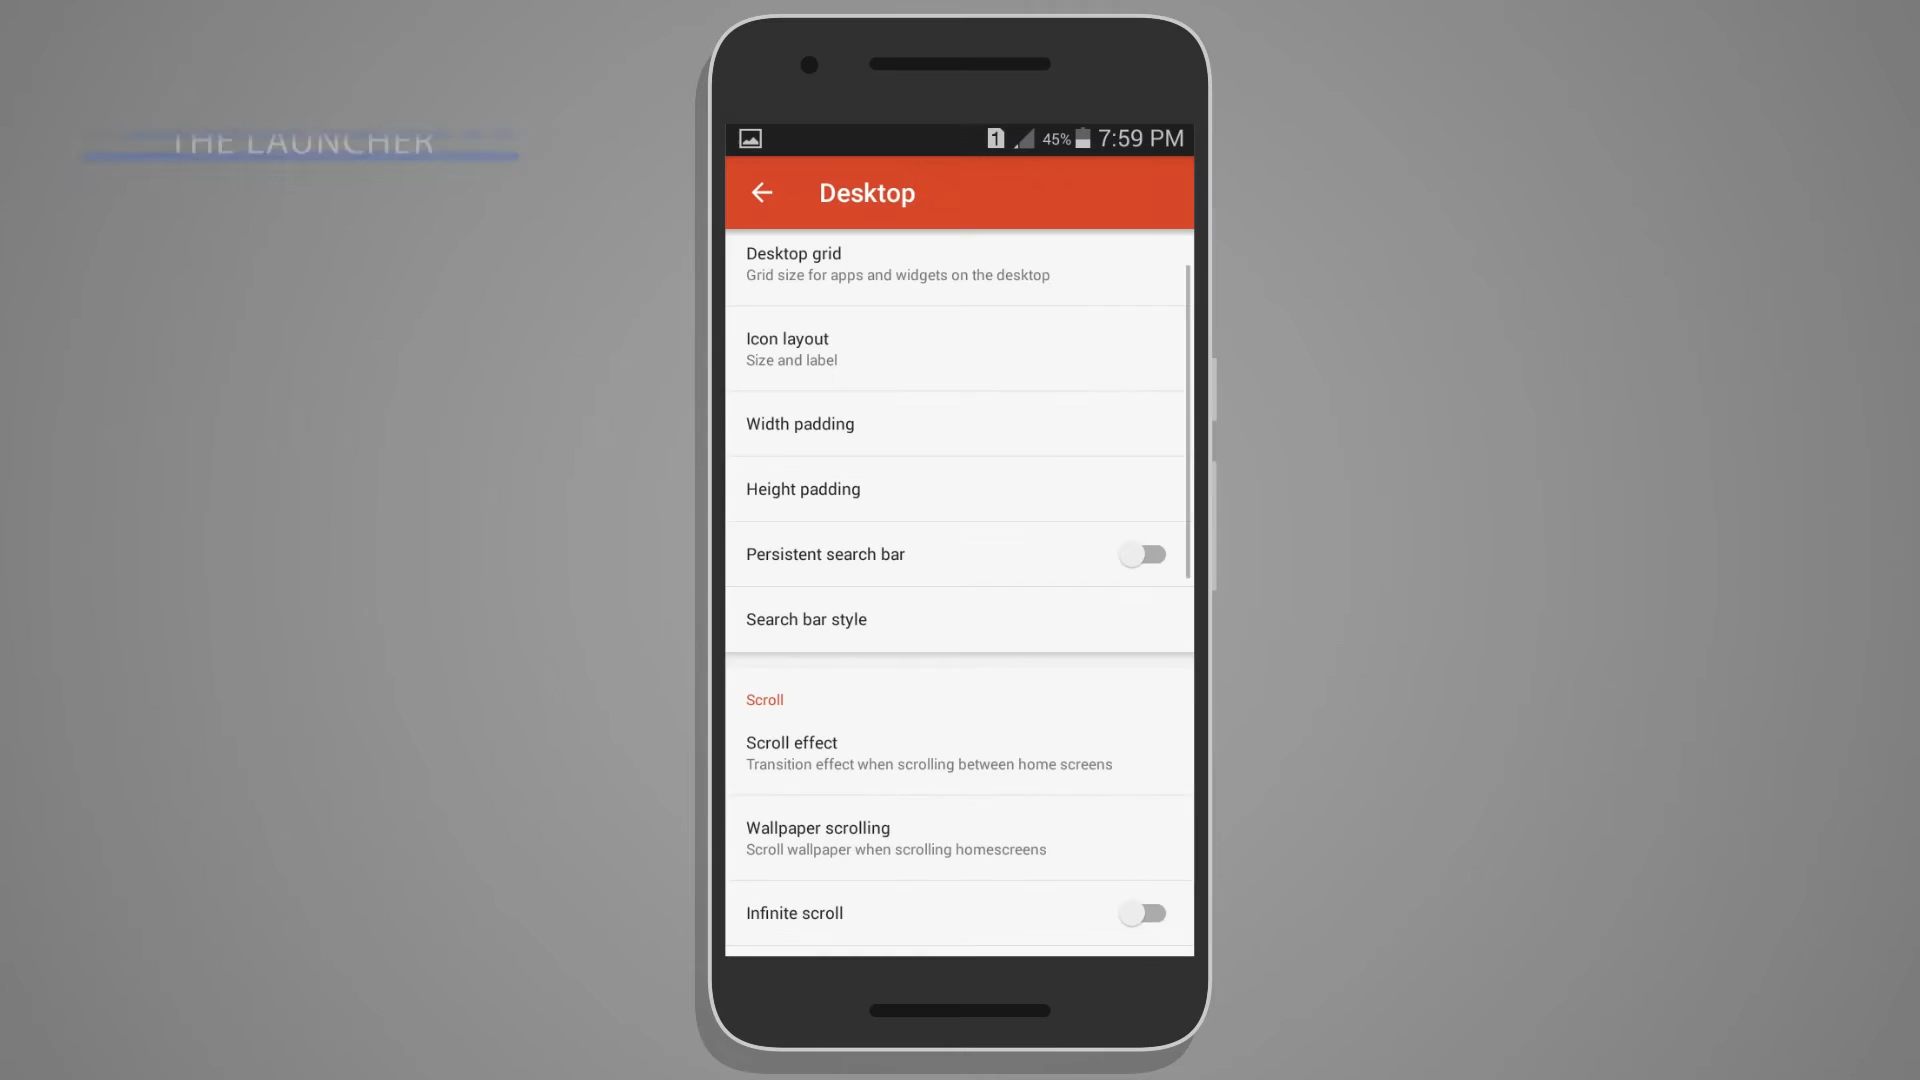 THE LAUNCHER
1 45% 7:59 PM
Desktop
Desktop grid
Grid size for apps and widgets on the desktop
Icon layout
Size and label
Width padding
Height padding
Persistent search bar
Search bar style
Scroll
Scroll effect
Transition effect when scrolling between home screens
Wallpaper scrolling
Scroll wallpaper when scrolling homescreens
Infinite scroll